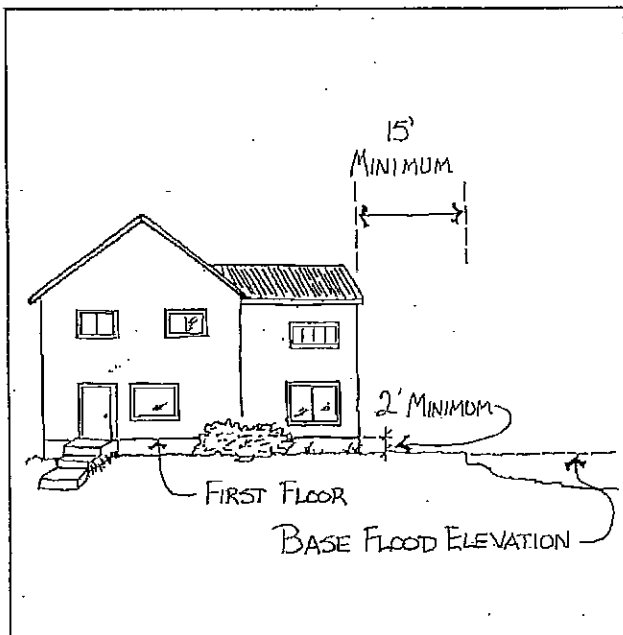 15'
MINIMUM
2' MINIMUM
FIRST FLOOR
BASE FLOOD ELEVATION